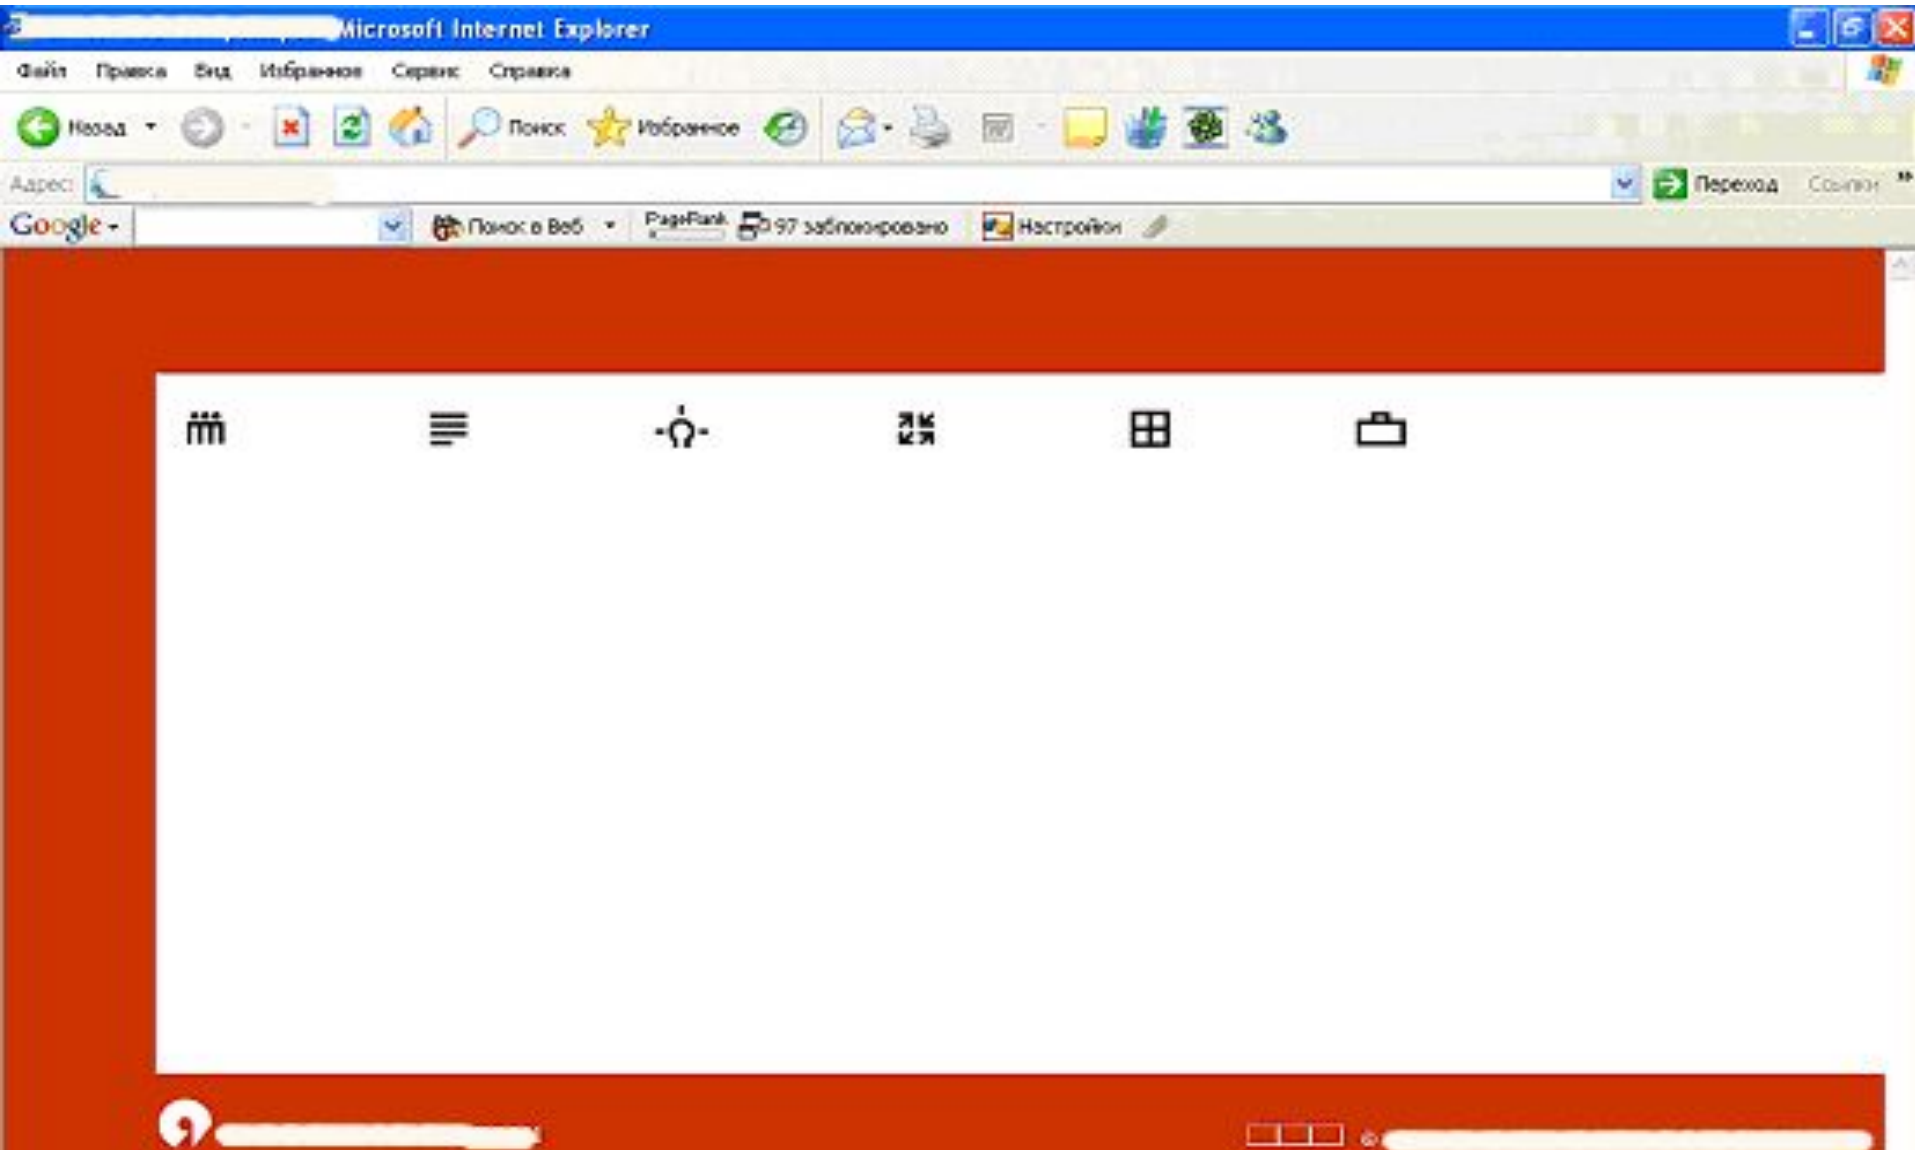 Microsoft Internet Explorer
Файл Правка Вид Избранное Сервис Справка
Назад Поиск Избранное
Адрес: Переход Ссылки »
Google Поиск в Веб PageRank 97 заблокировано Настройки
©